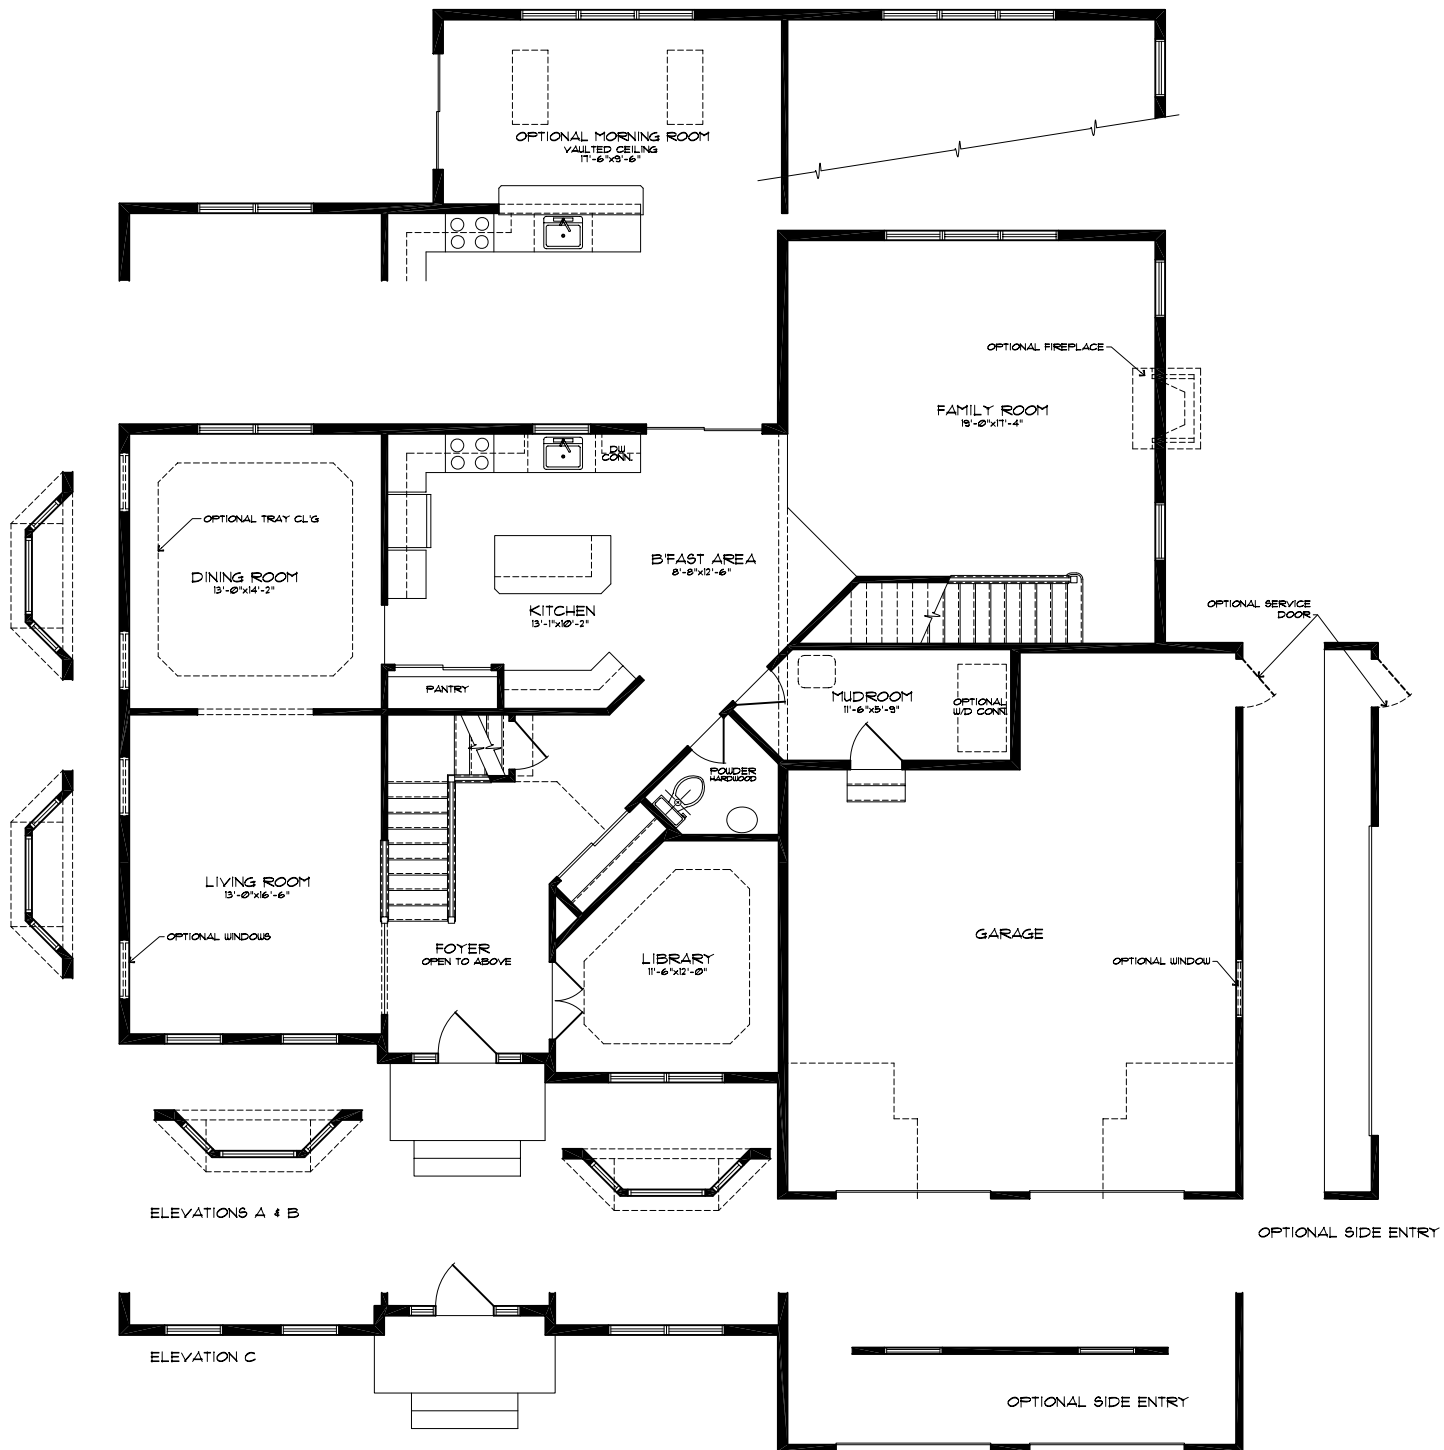 OPTIONAL MORNING ROOM
VAULTED CEILING
17'-6"x9'-6"
OPTIONAL FIREPLACE
FAMILY ROOM
19'-0"x17'-4"
DW
CONN.
OPTIONAL TRAY CL'G
DINING ROOM
13'-0"x14'-2"
B'FAST AREA
8'-8"x12'-6"
KITCHEN
13'-1"x10'-2"
OPTIONAL SERVICE
DOOR
PANTRY
MUDROOM
11'-6"x5'-9"
OPTIONAL
W/D CONN.
POWDER
HARDWOOD
LIVING ROOM
13'-0"x16'-6"
OPTIONAL WINDOWS
FOYER
OPEN TO ABOVE
LIBRARY
11'-6"x12'-0"
GARAGE
OPTIONAL WINDOW
ELEVATIONS A & B
OPTIONAL SIDE ENTRY
ELEVATION C
OPTIONAL SIDE ENTRY